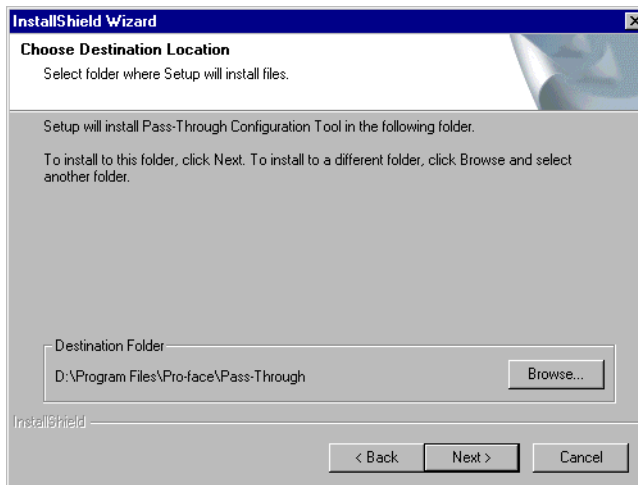 InstallShield Wizard
Choose Destination Location
Select folder where Setup will install files.
Setup will install Pass-Through Configuration Tool in the following folder.
To install to this folder, click Next. To install to a different folder, click Browse and select
another folder.
Destination Folder
D:\Program Files\Pro-face\Pass-Through
Browse...
InstallShield
< Back
Next >
Cancel